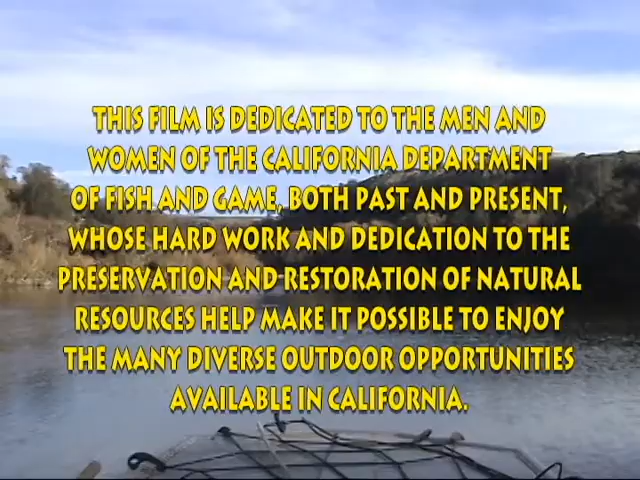 THIS FILM IS DEDICATED TO THE MEN AND
WOMEN OF THE CALIFORNIA DEPARTMENT
OF FISH AND GAME, BOTH PAST AND PRESENT,
WHOSE HARD WORK AND DEDICATION TO THE
PRESERVATION AND RESTORATION OF NATURAL
RESOURCES HELP MAKE IT POSSIBLE TO ENJOY
THE MANY DIVERSE OUTDOOR OPPORTUNITIES
AVAILABLE IN CALIFORNIA.